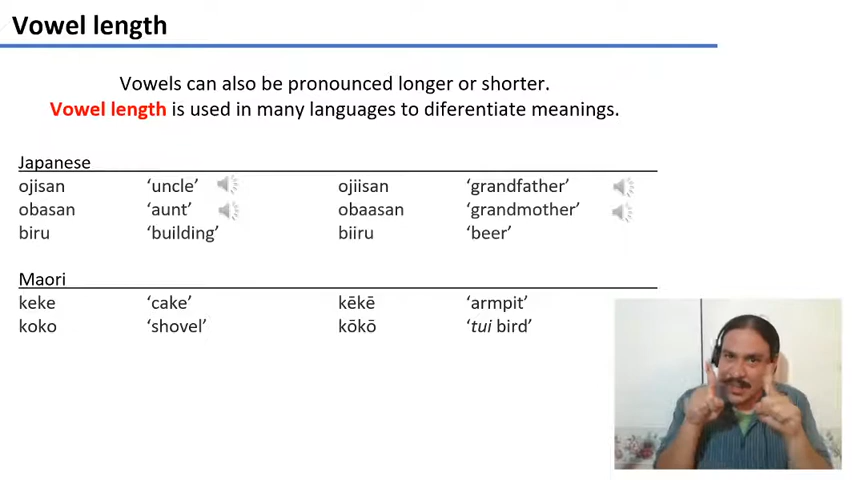 Vowel length
Vowels can also be pronounced longer or shorter.
Vowel length is used in many languages to diferentiate meanings.
Japanese
ojisan ‘uncle’ ojiisan ‘grandfather’
obasan ‘aunt’ obaasan ‘grandmother’
biru ‘building’ biiru ‘beer’
Maori
keke ‘cake’ kēkē ‘armpit’
koko ‘shovel’ kōkō ‘tui bird’